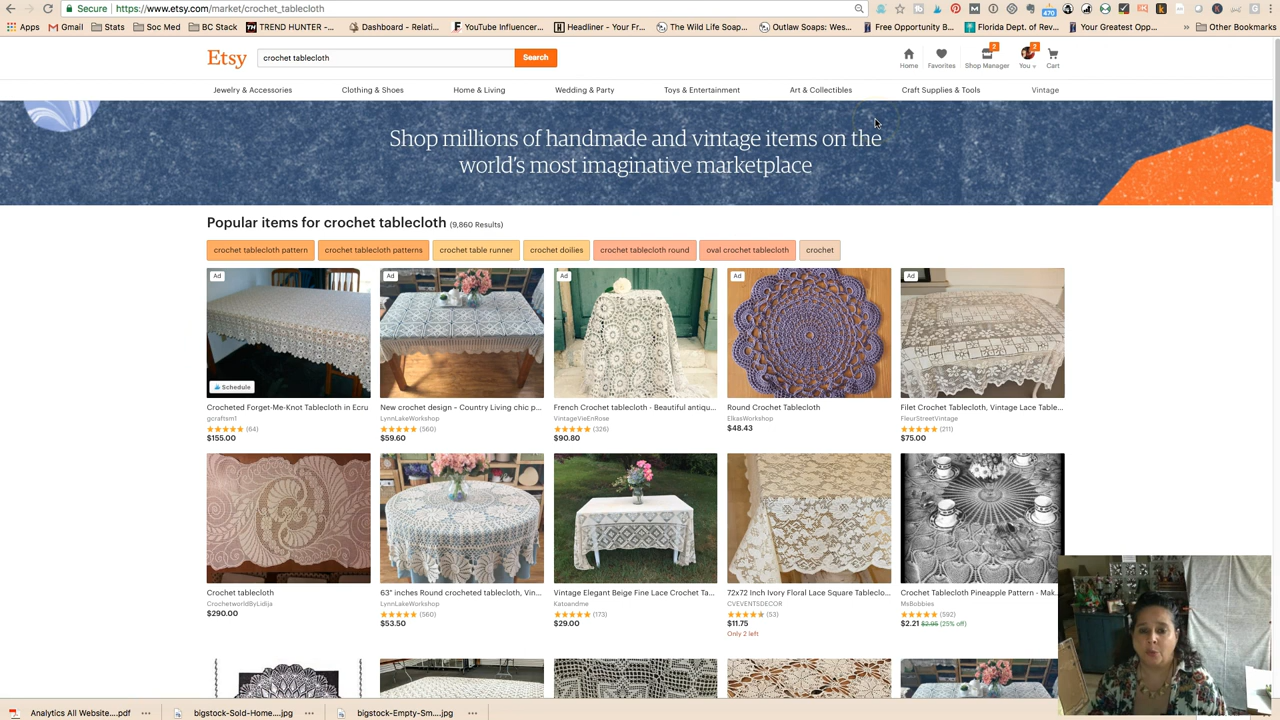 Secure
https://www.etsy.com/market/crochet_tablecloth
Apps
Gmail
Stats
Soc Med
BC Stack
TREND HUNTER -...
Dashboard - Relati...
YouTube Influencer...
Headliner - Your Fr...
The Wild Life Soap...
Outlaw Soaps: Wes...
Free Opportunity B...
Florida Dept. of Rev...
Your Greatest Opp...
Other Bookmarks
Etsy
crochet tablecloth
Search
Home
Favorites
Shop Manager
You
Cart
Jewelry & Accessories
Clothing & Shoes
Home & Living
Wedding & Party
Toys & Entertainment
Art & Collectibles
Craft Supplies & Tools
Vintage
Shop millions of handmade and vintage items on the
world's most imaginative marketplace
Popular items for crochet tablecloth (9,860 Results)
crochet tablecloth pattern
crochet tablecloth patterns
crochet table runner
crochet doilies
crochet tablecloth round
oval crochet tablecloth
crochet
Ad
Ad
Ad
Ad
Ad
Schedule
Crocheted Forget-Me-Knot Tablecloth in Ecru
gcraftsm1
(64)
$155.00
New crochet design – Country Living chic p...
LynnLakeWorkshop
(560)
$59.60
French Crochet tablecloth - Beautiful antiqu...
VintageVieEnRose
(326)
$90.80
Round Crochet Tablecloth
ElkasWorkshop
$48.43
Filet Crochet Tablecloth, Vintage Lace Table...
FleurStreetVintage
(211)
$75.00
Crochet tablecloth
CrochetworldByLidija
$290.00
63" inches Round crocheted tablecloth, Vin...
LynnLakeWorkshop
(560)
$53.50
Vintage Elegant Beige Fine Lace Crochet Ta...
Katoandme
(173)
$29.00
72x72 Inch Ivory Floral Lace Square Tableclo...
CVEVENTSDECOR
(53)
$11.75
Only 2 left
Crochet Tablecloth Pineapple Pattern - Mak...
MsBobbies
(592)
$2.21 $2.95 (25% off)
Analytics All Website....pdf
bigstock-Sold-Home....jpg
bigstock-Empty-Sm....jpg